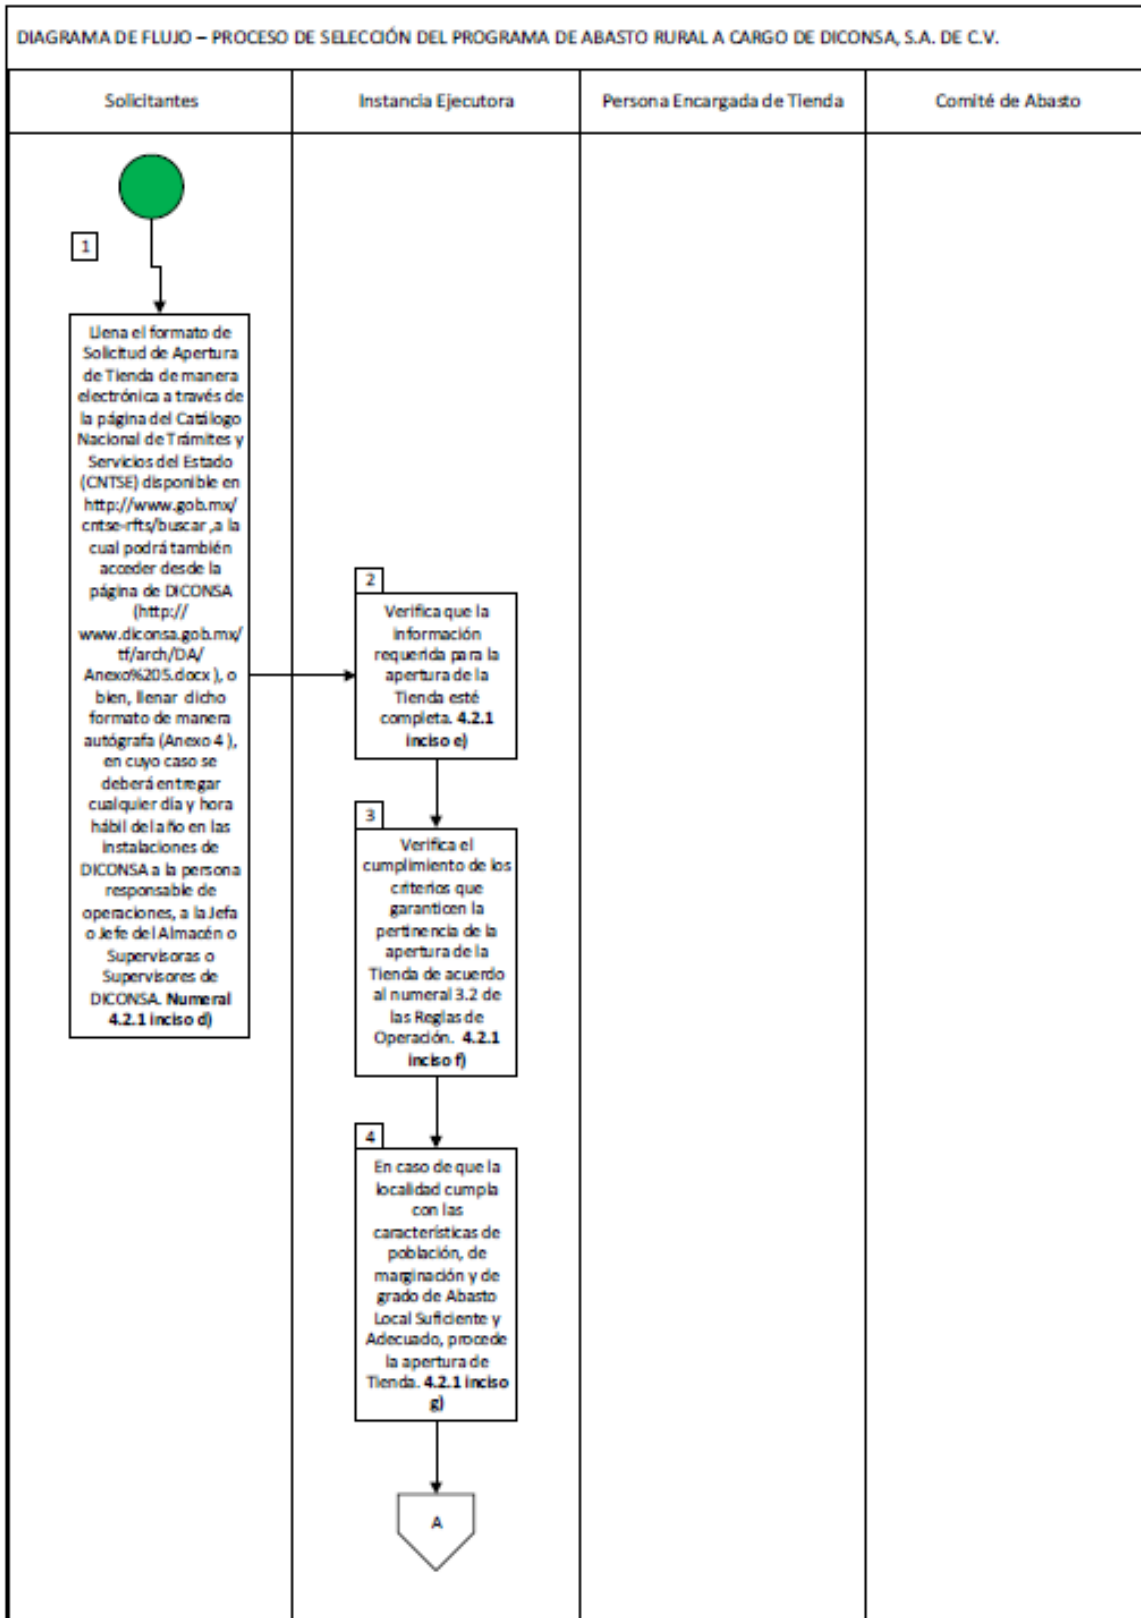 DIAGRAMA DE FLUJO – PROCESO DE SELECCIÓN DEL PROGRAMA DE ABASTO RURAL A CARGO DE DICONSA, S.A. DE C.V.
Solicitantes
Instancia Ejecutora
Persona Encargada de Tienda
Comité de Abasto
1
Llena el formato de
Solicitud de Apertura
de Tienda de manera
electrónica a través de
la página del Catálogo
Nacional de Trámites y
Servicios del Estado
(CNTSE) disponible en
http://www.gob.mx/
cntse-rfts/buscar ,a la
cual podrá también
acceder desde la
página de DICONSA
(http://
www.diconsa.gob.mx/
tf/arch/DA/
Anexo%205.docx ), o
bien, llenar dicho
formato de manera
autógrafa (Anexo 4 ),
en cuyo caso se
deberá entregar
cualquier día y hora
hábil del año en las
instalaciones de
DICONSA a la persona
responsable de
operaciones, a la Jefa
o Jefe del Almacén o
Supervisoras o
Supervisores de
DICONSA. Numeral
4.2.1 inciso d)
2
Verifica que la
información
requerida para la
apertura de la
Tienda esté
completa. 4.2.1
inciso e)
3
Verifica el
cumplimiento de los
criterios que
garanticen la
pertinencia de la
apertura de la
Tienda de acuerdo
al numeral 3.2 de
las Reglas de
Operación. 4.2.1
inciso f)
4
En caso de que la
localidad cumpla
con las
características de
población, de
marginación y de
grado de Abasto
Local Suficiente y
Adecuado, procede
la apertura de
Tienda. 4.2.1 inciso
g)
A